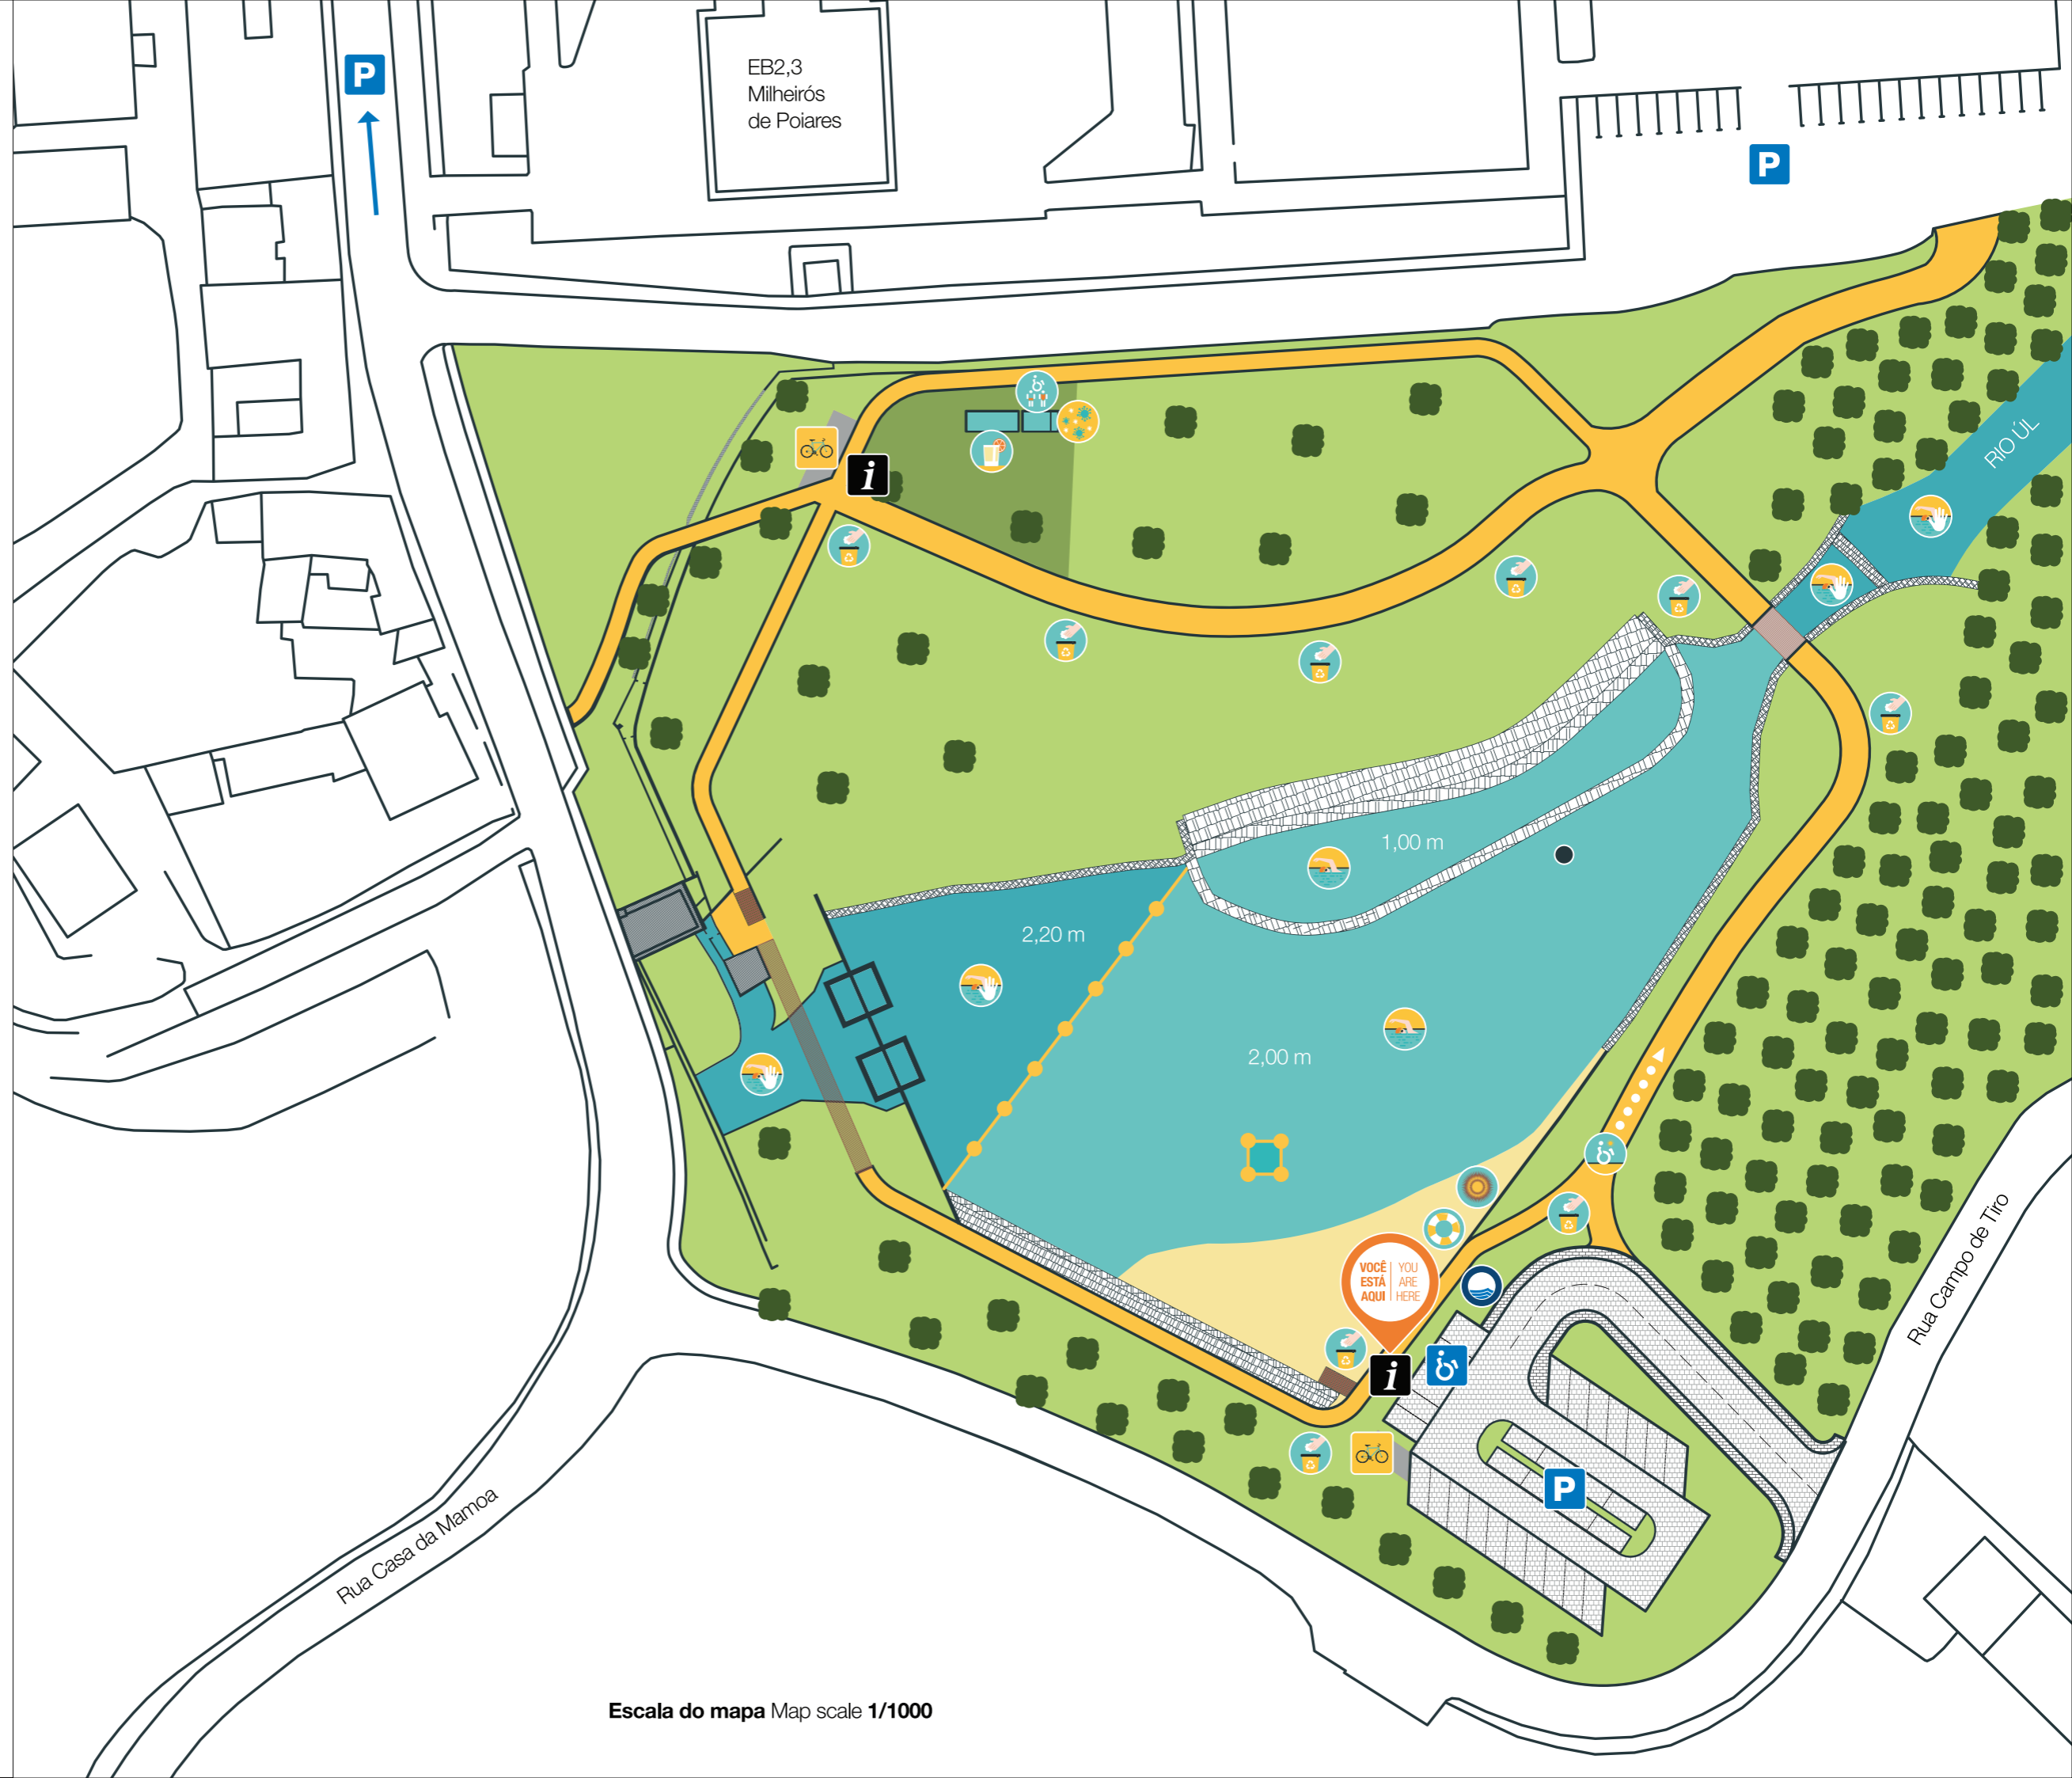 P
EB2,3
Milheirós
de Poiares
P
i
RIO ÚL
1,00 m
2,20 m
2,00 m
VOCÊ
ESTÁ
AQUI
YOU
ARE
HERE
i
P
Rua Campo de Tiro
Rua Casa da Mamoa
Escala do mapa Map scale 1/1000